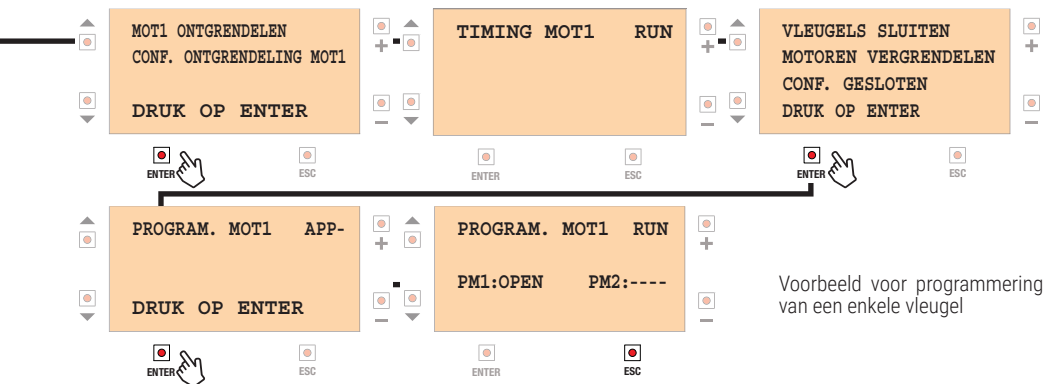 MOT1 ONTGRENDELEN
CONF. ONTGRENDELING MOT1
DRUK OP ENTER
+
−
ENTER
ESC
TIMING MOT1 RUN
+
−
ENTER
ESC
VLEUGELS SLUITEN
MOTOREN VERGRENDELEN
CONF. GESLOTEN
DRUK OP ENTER
+
−
ENTER
ESC
PROGRAM. MOT1 APP-
DRUK OP ENTER
+
−
ENTER
ESC
PROGRAM. MOT1 RUN
PM1:OPEN PM2:----
+
−
ENTER
ESC
Voorbeeld voor programmering
van een enkele vleugel